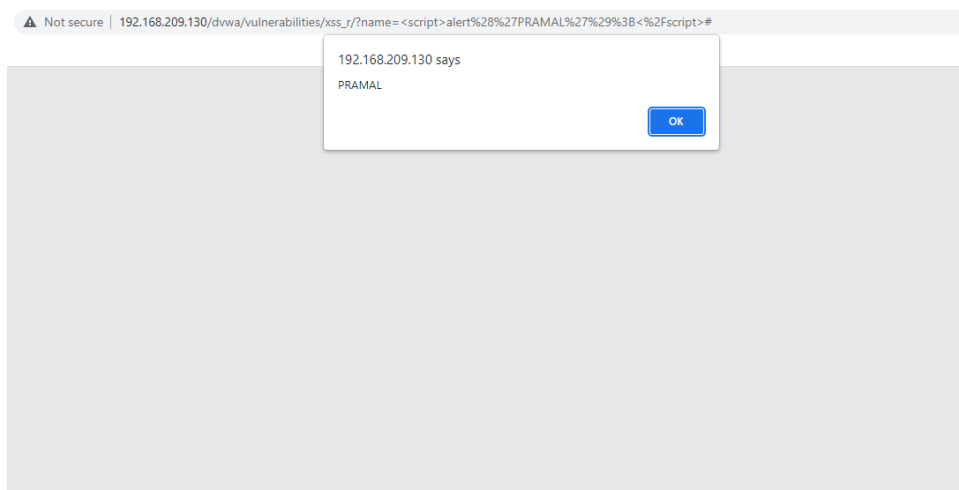 Not secure | 192.168.209.130/dvwa/vulnerabilities/xss_r/?name=<script>alert%28%27PRAMAL%27%29%3B<%2Fscript>#
192.168.209.130 says
PRAMAL
OK